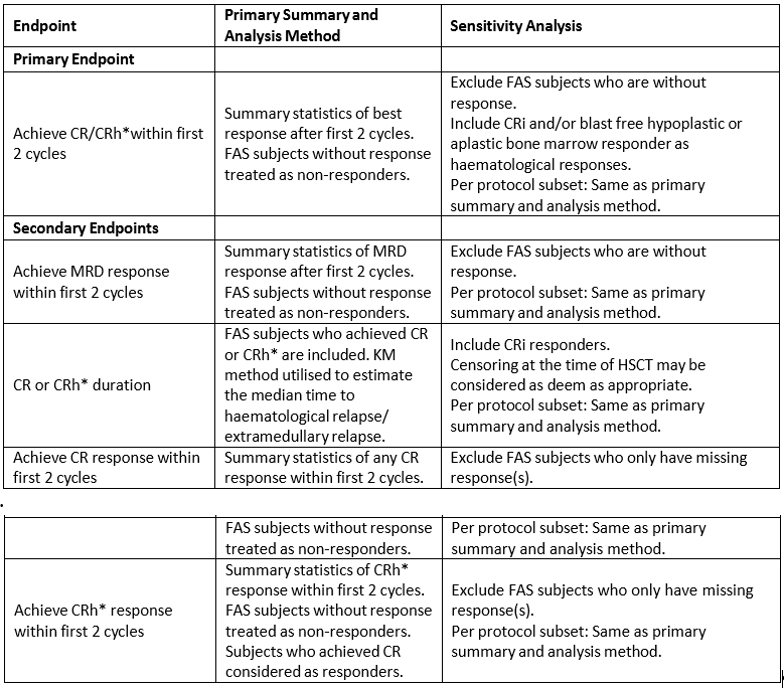 Endpoint
Primary Summary and
Analysis Method
Sensitivity Analysis
Primary Endpoint
Achieve CR/CRh*within first
2 cycles
Summary statistics of best
response after first 2 cycles.
FAS subjects without response
treated as non-responders.
Exclude FAS subjects who are without
response.
Include CRi and/or blast free hypoplastic or
aplastic bone marrow responder as
haematological responses.
Per protocol subset: Same as primary
summary and analysis method.
Secondary Endpoints
Achieve MRD response
within first 2 cycles
Summary statistics of MRD
response after first 2 cycles.
FAS subjects without response
treated as non-responders.
Exclude FAS subjects who are without
response.
Per protocol subset: Same as primary
summary and analysis method.
CR or CRh* duration
FAS subjects who achieved CR
or CRh* are included. KM
method utilised to estimate
the median time to
haematological relapse/
extramedullary relapse.
Include CRi responders.
Censoring at the time of HSCT may be
considered as deem as appropriate.
Per protocol subset: Same as primary
summary and analysis method.
Achieve CR response within
first 2 cycles
Summary statistics of any CR
response within first 2 cycles.
Exclude FAS subjects who only have missing
response(s).
.
FAS subjects without response
treated as non-responders.
Per protocol subset: Same as primary
summary and analysis method.
Achieve CRh* response
within first 2 cycles
Summary statistics of CRh*
response within first 2 cycles.
FAS subjects without response
treated as non-responders.
Subjects who achieved CR
considered as responders.
Exclude FAS subjects who only have missing
response(s).
Per protocol subset: Same as primary
summary and analysis method.